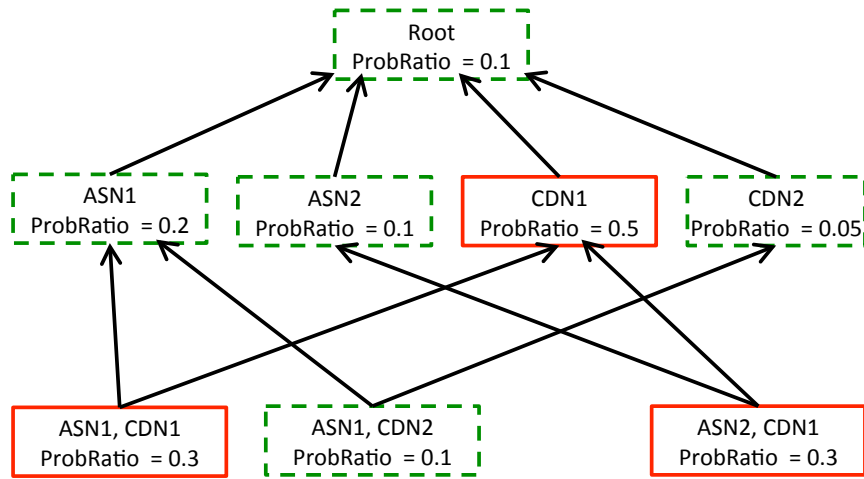 Root
ProbRatio = 0.1
ASN1
ProbRatio = 0.2
ASN2
ProbRatio = 0.1
CDN1
ProbRatio = 0.5
CDN2
ProbRatio = 0.05
ASN1, CDN1
ProbRatio = 0.3
ASN1, CDN2
ProbRatio = 0.1
ASN2, CDN1
ProbRatio = 0.3